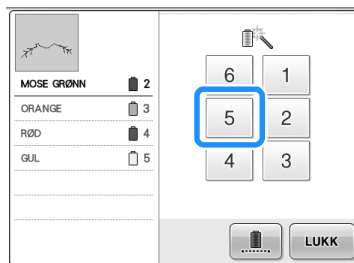 MOSE GRØNN 2
ORANGE 3
RØD 4
GUL 5
6 1
5 2
4 3
LUKK